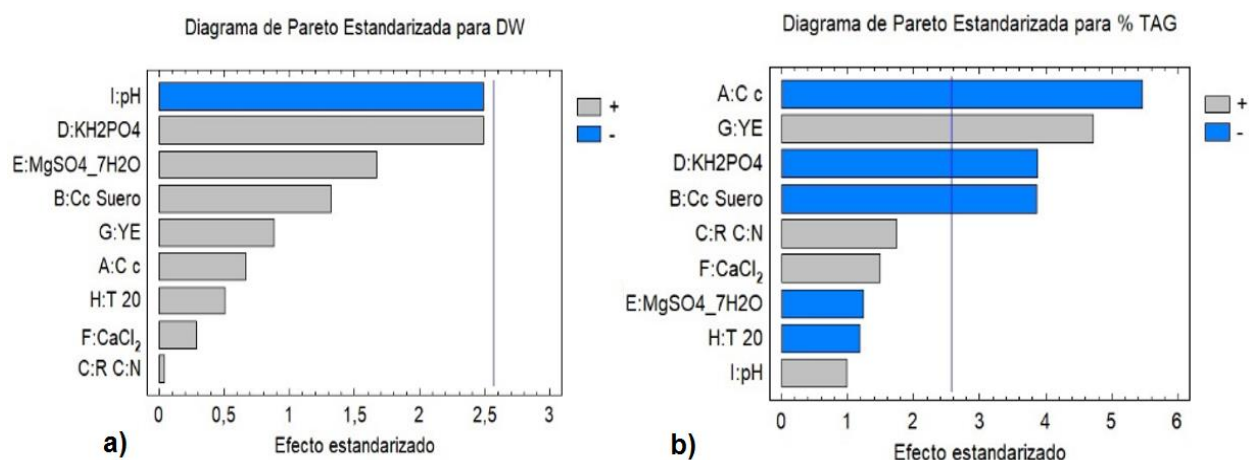 Diagrama de Pareto Estandarizada para DW
I:pH
D:KH2PO4
E:MgSO4_7H2O
B:Cc Suero
G:YE
A:C c
H:T 20
F:CaCl₂
C:R C:N
+
-
0 0,5 1 1,5 2 2,5 3
Efecto estandarizado
a)
Diagrama de Pareto Estandarizada para % TAG
A:C c
G:YE
D:KH2PO4
B:Cc Suero
C:R C:N
F:CaCl₂
E:MgSO4_7H2O
H:T 20
I:pH
+
-
0 1 2 3 4 5 6
Efecto estandarizado
b)